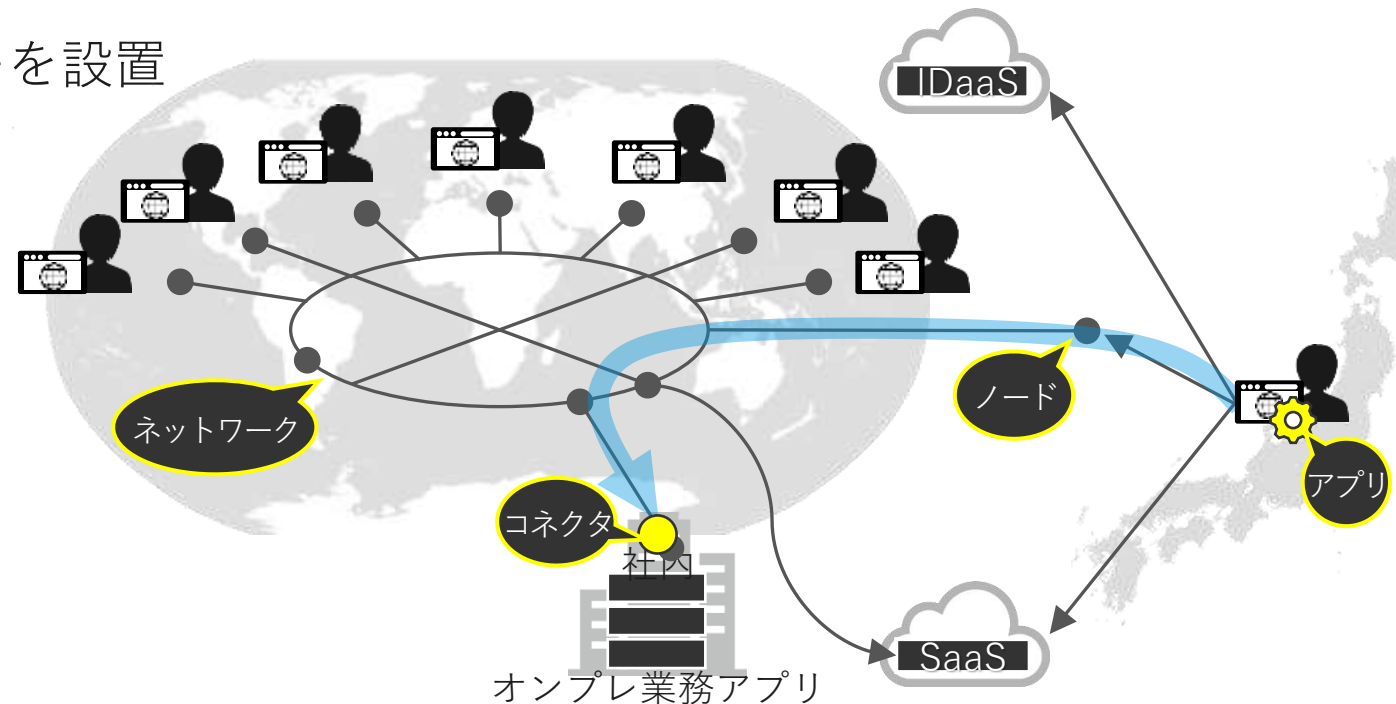 を設置
IDaaS
ネットワーク
ノード
アプリ
コネクタ
社内
SaaS
オンプレ業務アプリ